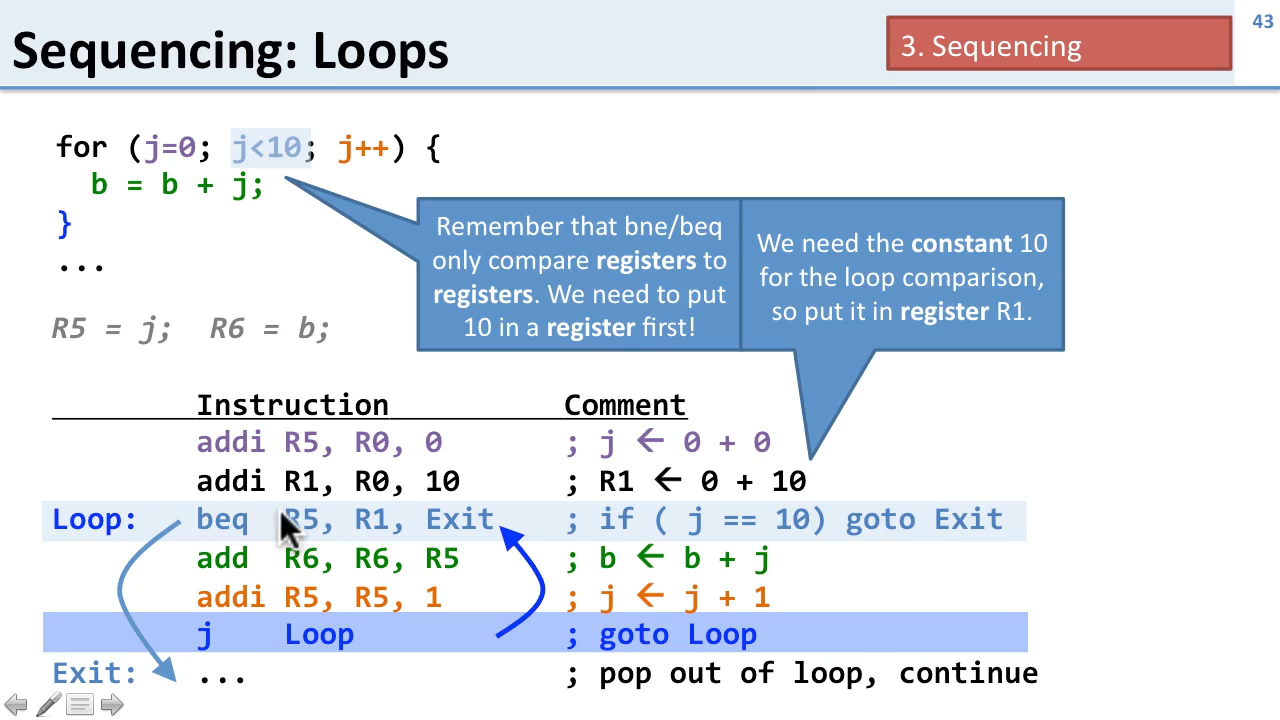 Sequencing: Loops
3. Sequencing
43
for (j=0; j<10; j++) {
b = b + j;
}
...
Remember that bne/beq
only compare registers to
registers. We need to put
10 in a register first!
We need the constant 10
for the loop comparison,
so put it in register R1.
R5 = j; R6 = b;
Instruction Comment
addi R5, R0, 0 ; j ← 0 + 0
addi R1, R0, 10 ; R1 ← 0 + 10
Loop: beq R5, R1, Exit ; if ( j == 10) goto Exit
add R6, R6, R5 ; b ← b + j
addi R5, R5, 1 ; j ← j + 1
j Loop ; goto Loop
Exit: ... ; pop out of loop, continue